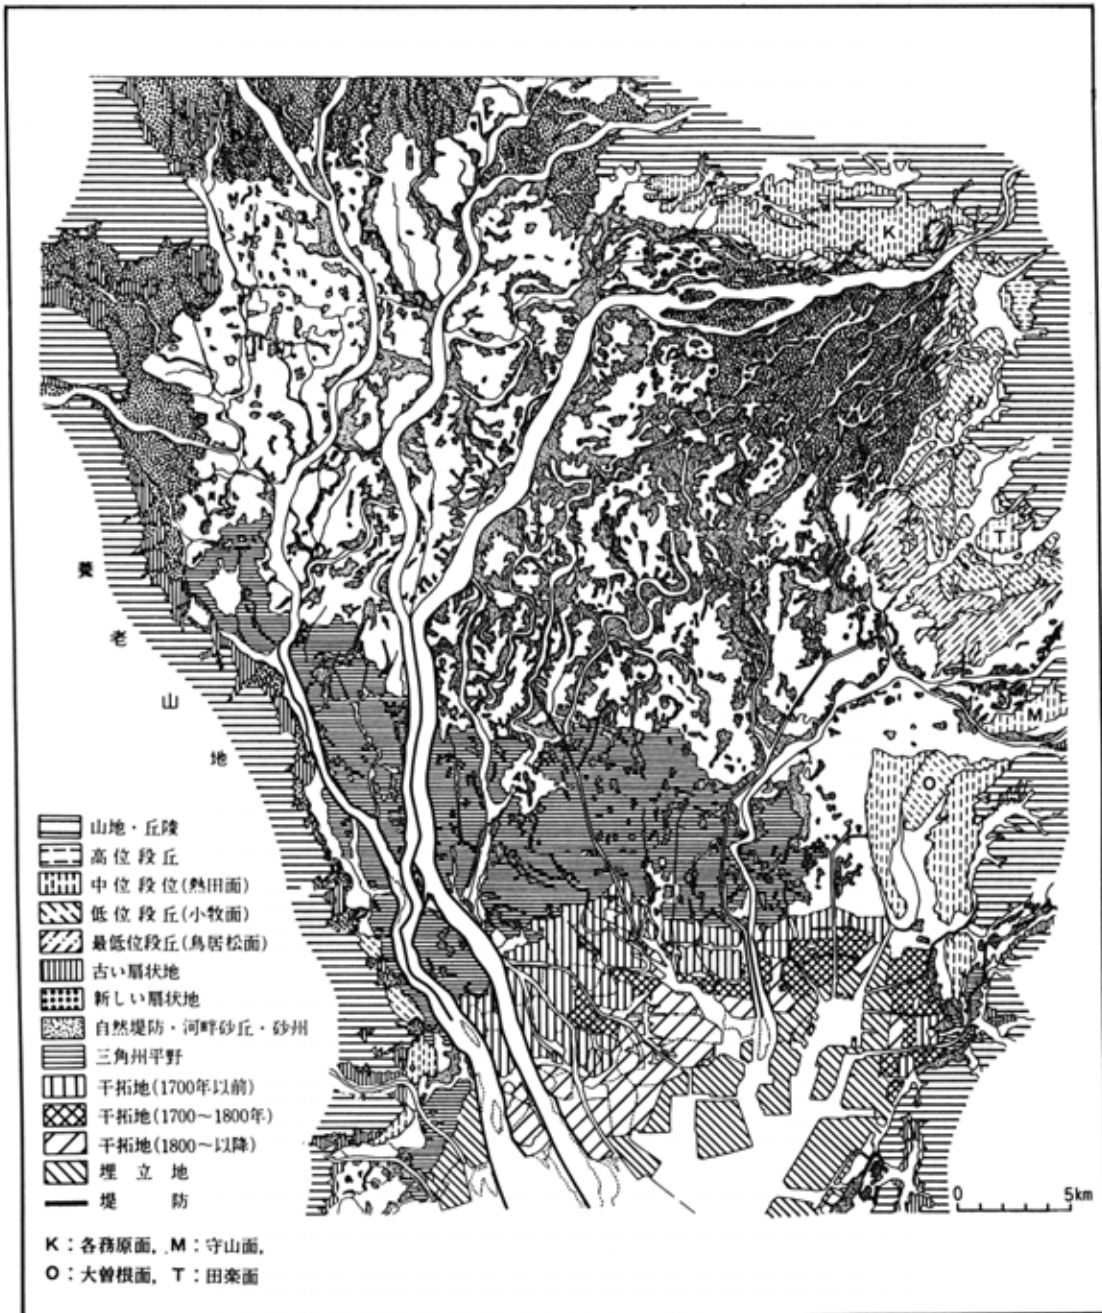 養老山地
山地・丘陵
高位段丘
中位段位(熱田面)
低位段丘(小牧面)
最低位段丘(鳥居松面)
古い扇状地
新しい扇状地
自然堤防・河畔砂丘・砂州
三角州平野
干拓地(1700年以前)
干拓地(1700〜1800年)
干拓地(1800〜以降)
埋立地
堤防
K
T
M
O
0 5km
K:各務原面, M:守山面,
O:大曽根面, T:田楽面